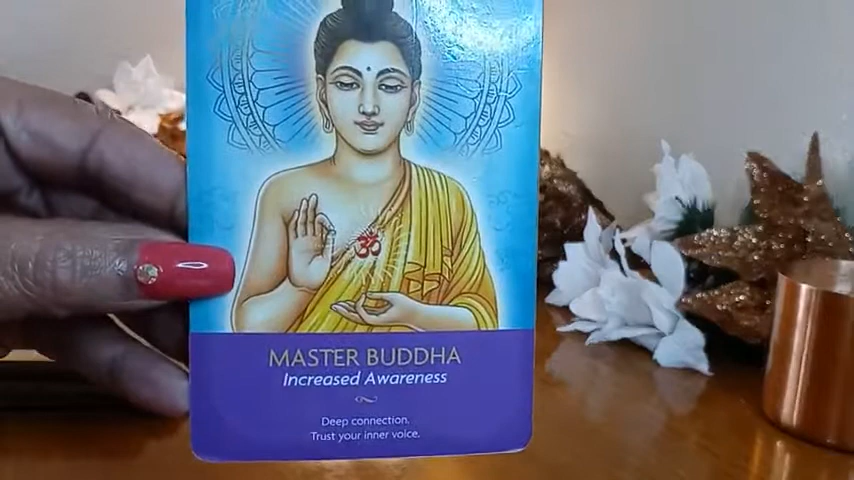 ॐ
MASTER BUDDHA
Increased Awareness
Deep connection.
Trust your inner voice.